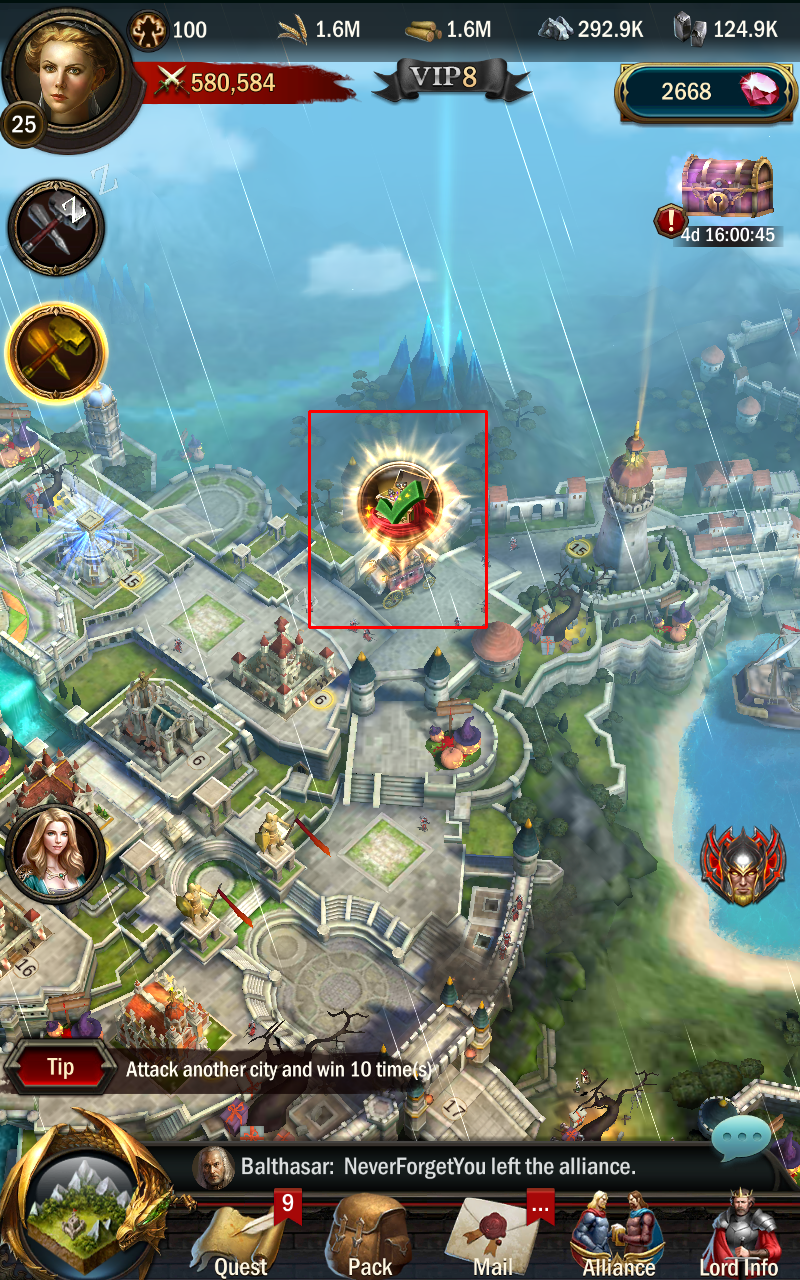 100
1.6M
1.6M
292.9K
124.9K
580,584
VIP8
2668
25
Z
Z
4d 16:00:45
15
15
6
6
16
17
Tip
Attack another city and win 10 time(s)
Balthasar: NeverForgetYou left the alliance.
9
...
Quest
Pack
Mail
Alliance
Lord Info